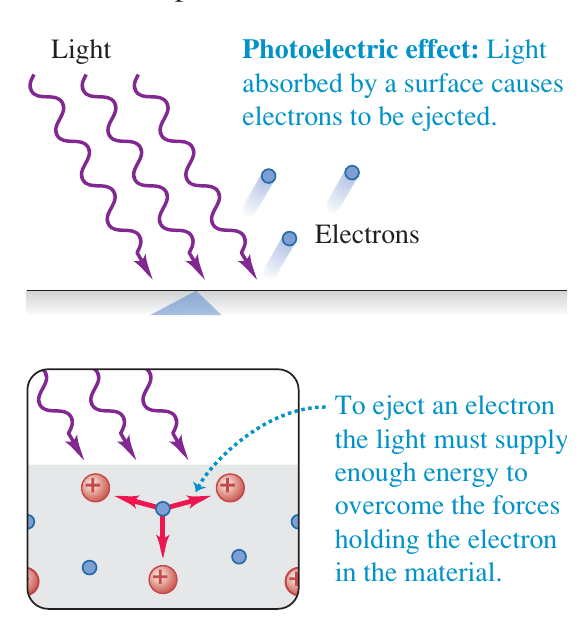 Light
Photoelectric effect: Light
absorbed by a surface causes
electrons to be ejected.
Electrons
To eject an electron
the light must supply
enough energy to
overcome the forces
holding the electron
in the material.
+
+
+
+
+